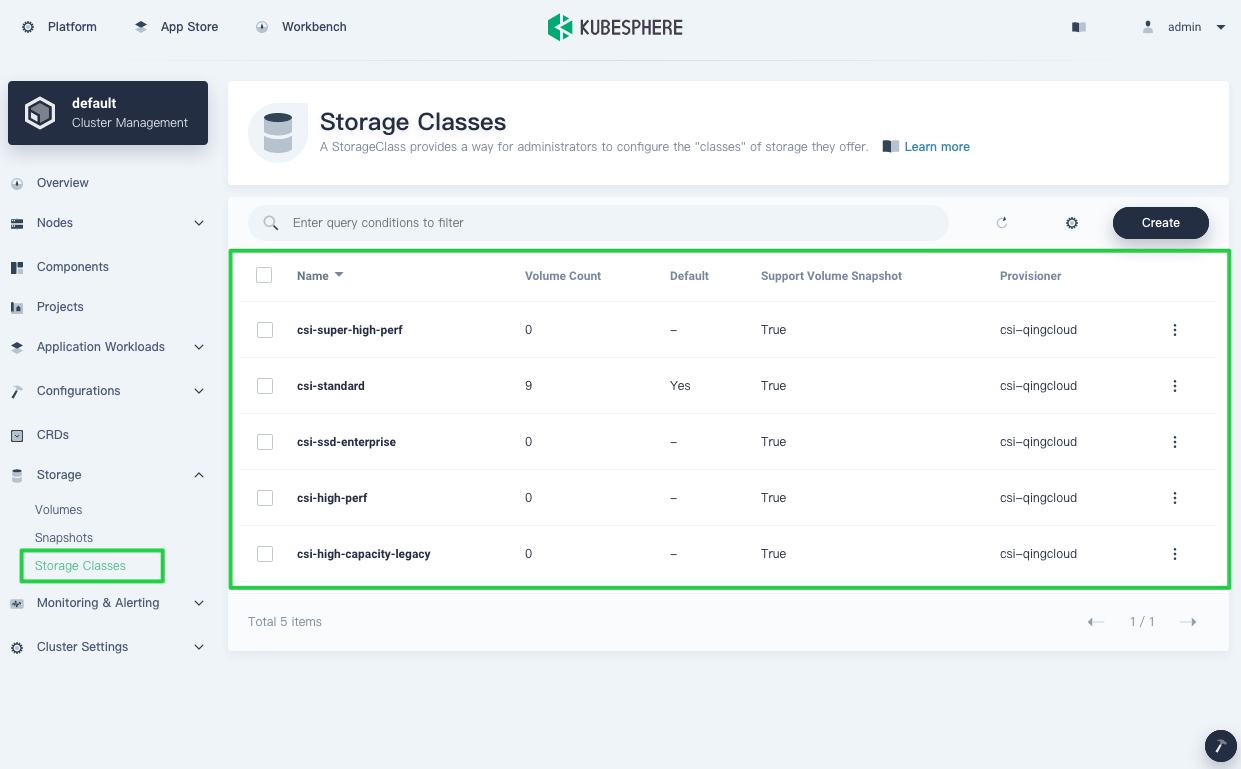 Platform App Store Workbench KUBESPHERE admin
default
Cluster Management
Overview
Nodes
Components
Projects
Application Workloads
Configurations
CRDs
Storage
Volumes
Snapshots
Storage Classes
Monitoring & Alerting
Cluster Settings
Storage Classes
A StorageClass provides a way for administrators to configure the "classes" of storage they offer. Learn more
Enter query conditions to filter Create
Name Volume Count Default Support Volume Snapshot Provisioner
csi-super-high-perf 0 – True csi-qingcloud
csi-standard 9 Yes True csi-qingcloud
csi-ssd-enterprise 0 – True csi-qingcloud
csi-high-perf 0 – True csi-qingcloud
csi-high-capacity-legacy 0 – True csi-qingcloud
Total 5 items 1 / 1